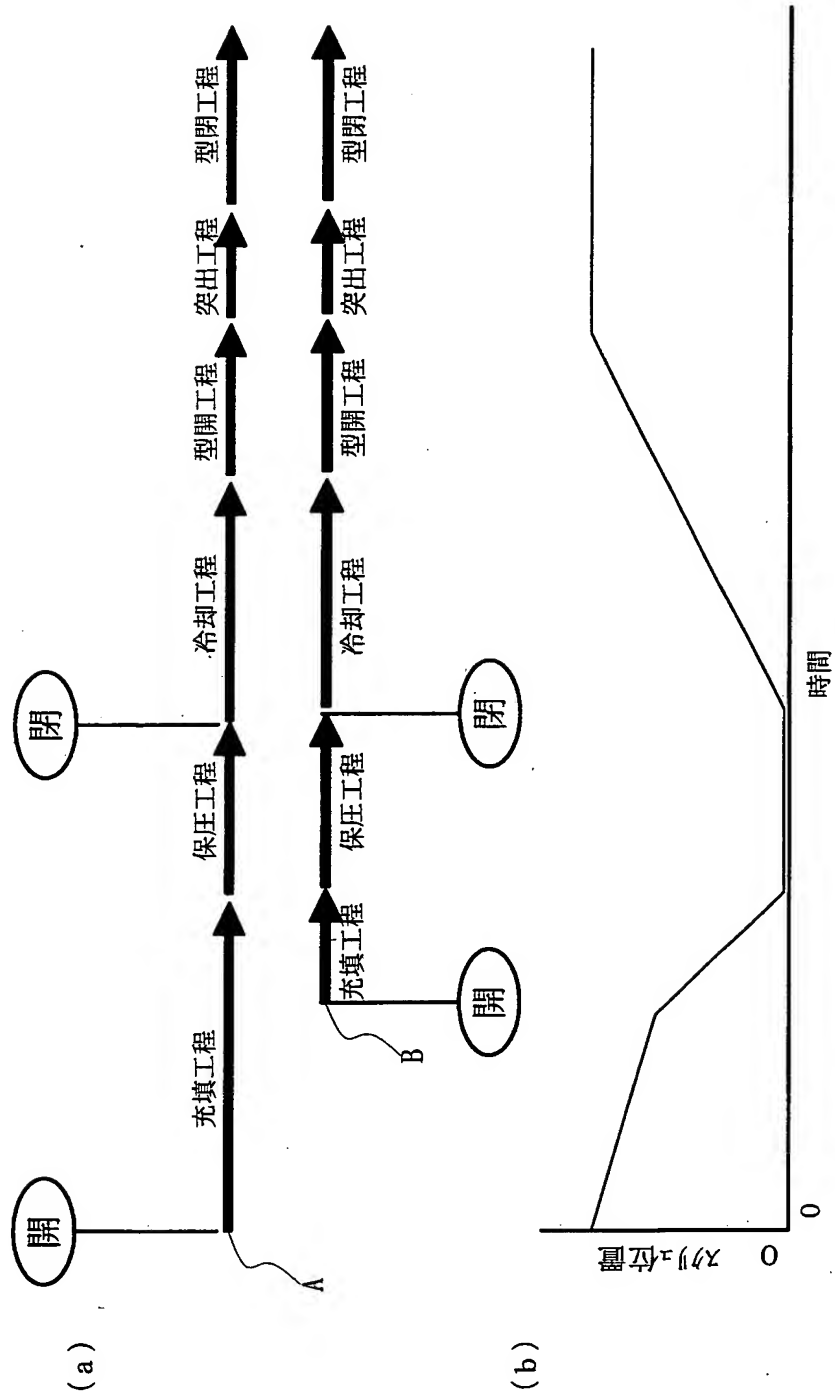 (a)
開
閉
充填工程
保圧工程
冷却工程
型開工程
突出工程
型閉工程
A
充填工程
保圧工程
冷却工程
型開工程
突出工程
型閉工程
B
開
閉
(b)
スクリュ位置
0
0
時間